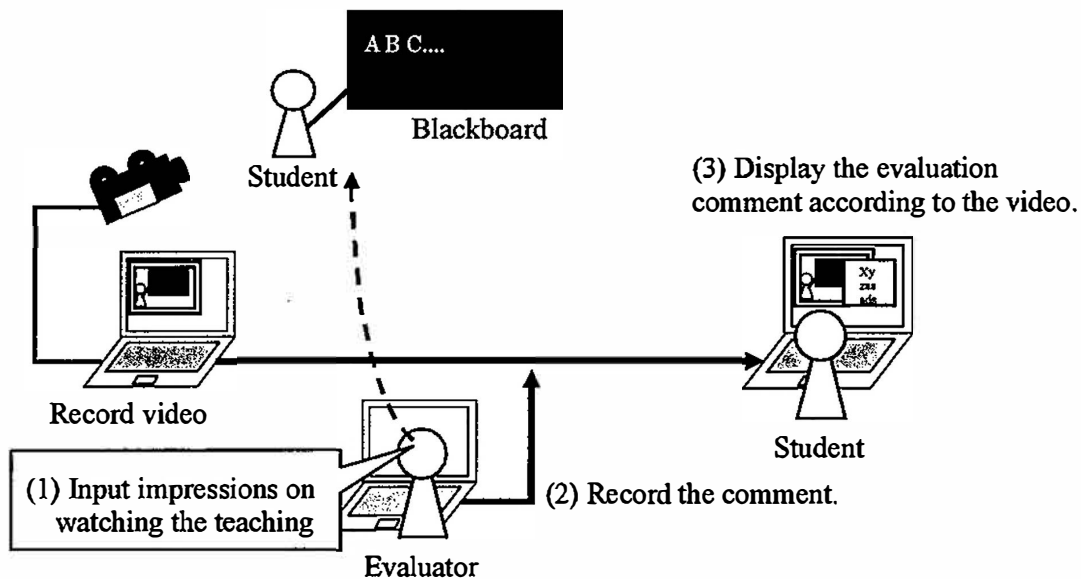 A B C....
Blackboard
Student
(3) Display the evaluation
comment according to the video.
Xy
Record video
Student
(1) Input impressions on
watching the teaching
(2) Record the comment.
Evaluator